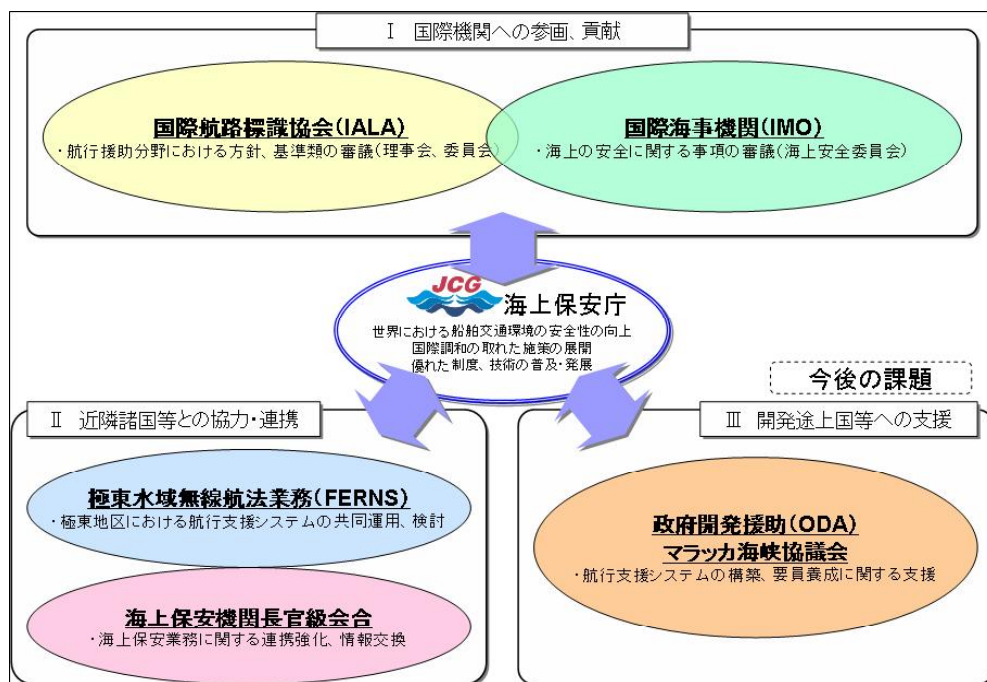 Ⅰ 国際機関への参画、貢献
国際航路標識協会(IALA)
・航行援助分野における方針、基準類の審議(理事会、委員会)
国際海事機関(IMO)
・海上の安全に関する事項の審議(海上安全委員会)
JCG 海上保安庁
世界における船舶交通環境の安全性の向上
国際調和の取れた施策の展開
優れた制度、技術の普及・発展
今後の課題
Ⅱ 近隣諸国等との協力・連携
極東水域無線航法業務(FERNS)
・極東地区における航行支援システムの共同運用、検討
海上保安機関長官級会合
・海上保安業務に関する連携強化、情報交換
Ⅲ 開発途上国等への支援
政府開発援助(ODA)
マラッカ海峡協議会
・航行支援システムの構築、要員養成に関する支援